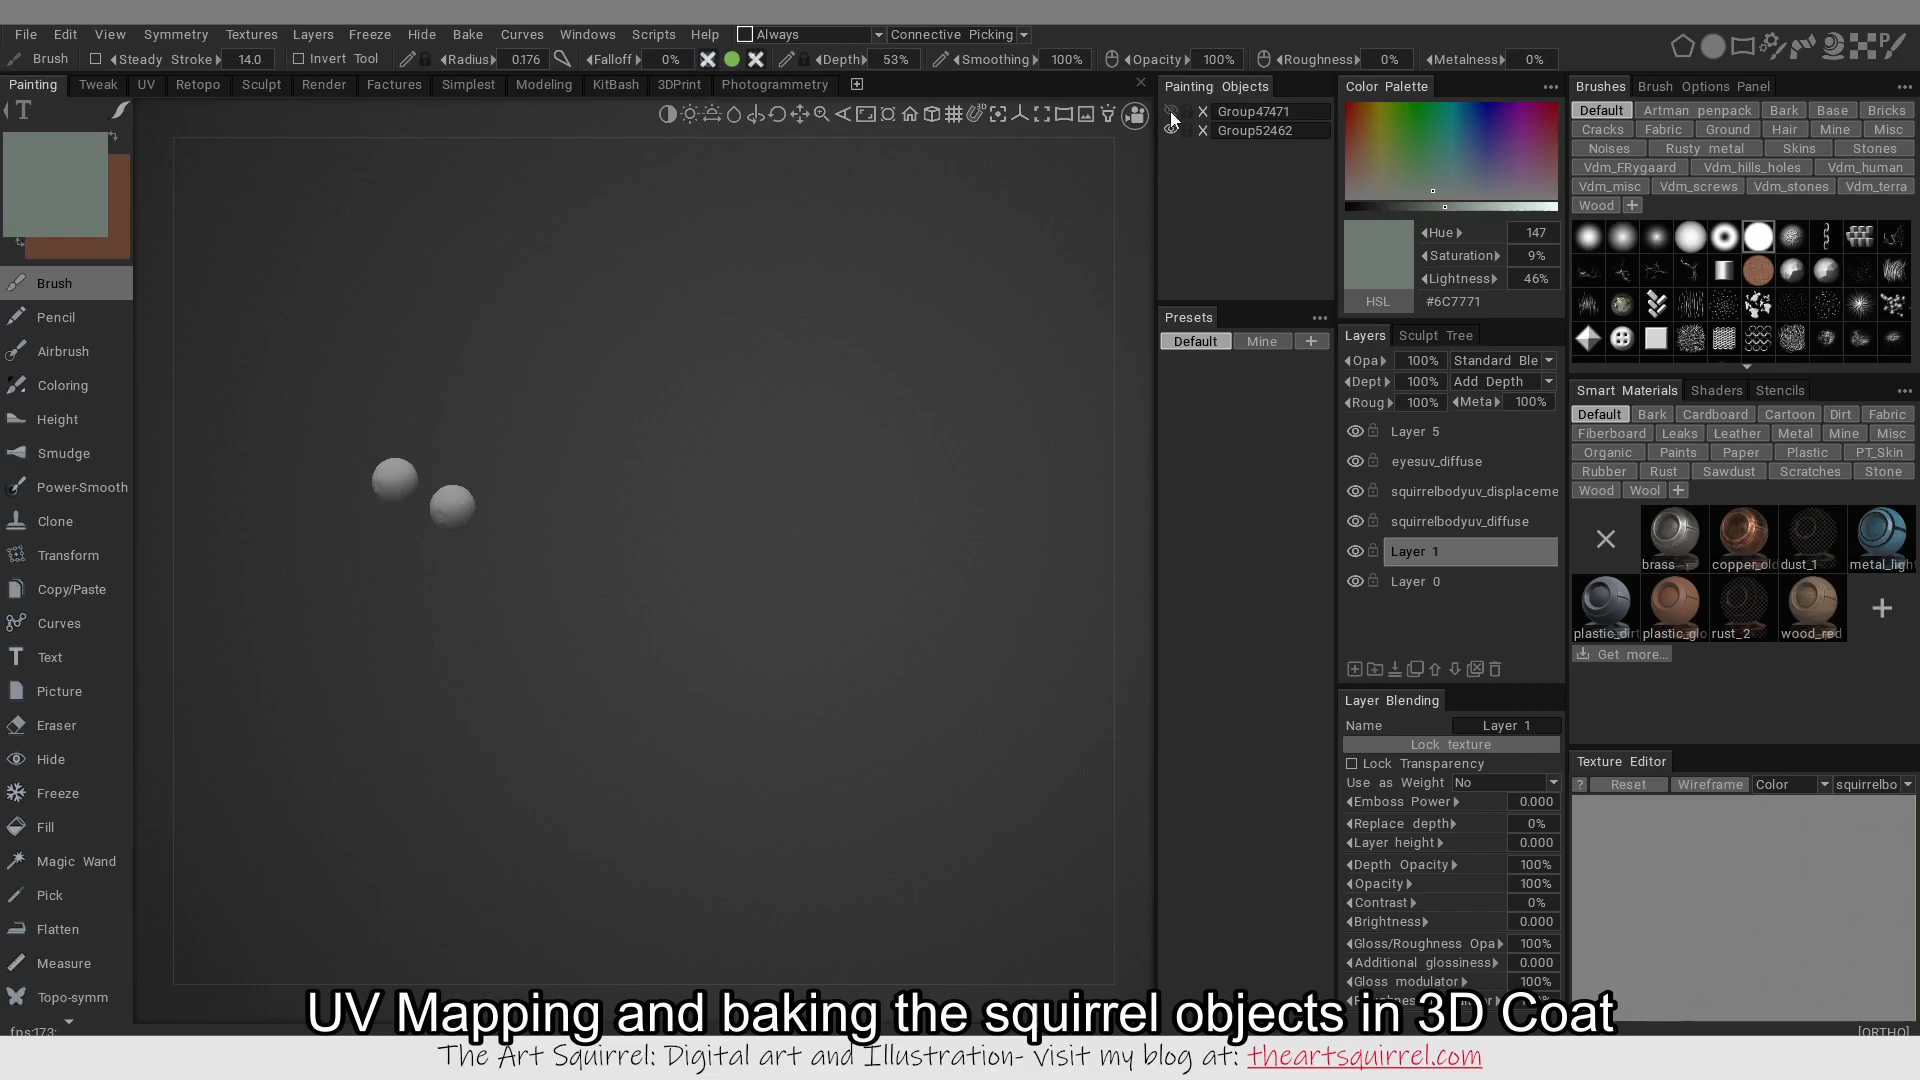 File Edit View Symmetry Textures Layers Freeze Hide Bake Curves Windows Scripts Help Always Connective Picking
Brush Steady Stroke 14.0 Invert Tool Radius 0.176 Falloff 0% Depth 53% Smoothing 100% Opacity 100% Roughness 0% Metalness 0%
Painting Tweak UV Retopo Sculpt Render Factures Simplest Modeling KitBash 3DPrint Photogrammetry
Brush
Pencil
Airbrush
Coloring
Height
Smudge
Power-Smooth
Clone
Transform
Copy/Paste
Curves
Text
Picture
Eraser
Hide
Freeze
Fill
Magic Wand
Pick
Flatten
Measure
Topo-symm
fps:173:
Painting Objects
X Group47471
X Group52462
Presets
Default Mine +
Color Palette
Hue 147
Saturation 9%
Lightness 46%
HSL #6C7771
Layers Sculpt Tree
Opa 100% Standard Ble
Dept 100% Add Depth
Roug 100% Meta 100%
Layer 5
eyesuv_diffuse
squirrelbodyuv_displaceme
squirrelbodyuv_diffuse
Layer 1
Layer 0
Layer Blending
Name Layer 1
Lock texture
Lock Transparency
Use as Weight No
Emboss Power 0.000
Replace depth 0%
Layer height 0.000
Depth Opacity 100%
Opacity 100%
Contrast 0%
Brightness 0.000
Gloss/Roughness Opa 100%
Additional glossiness 0.000
Gloss modulator 100%
Brushes Brush Options Panel
Default Artman penpack Bark Base Bricks
Cracks Fabric Ground Hair Mine Misc
Noises Rusty metal Skins Stones
Vdm_FRygaard Vdm_hills_holes Vdm_human
Vdm_misc Vdm_screws Vdm_stones Vdm_terra
Wood +
Smart Materials Shaders Stencils
Default Bark Cardboard Cartoon Dirt Fabric
Fiberboard Leaks Leather Metal Mine Misc
Organic Paints Paper Plastic PT_Skin
Rubber Rust Sawdust Scratches Stone
Wood Wool +
brass copper_ol dust_1 metal_ligh
plastic_dirt plastic_glo rust_2 wood_red
Get more...
Texture Editor
? Reset Wireframe Color squirrelbo
[ORTHO]
UV Mapping and baking the squirrel objects in 3D Coat
The Art Squirrel: Digital art and Illustration- visit my blog at: theartsquirrel.com